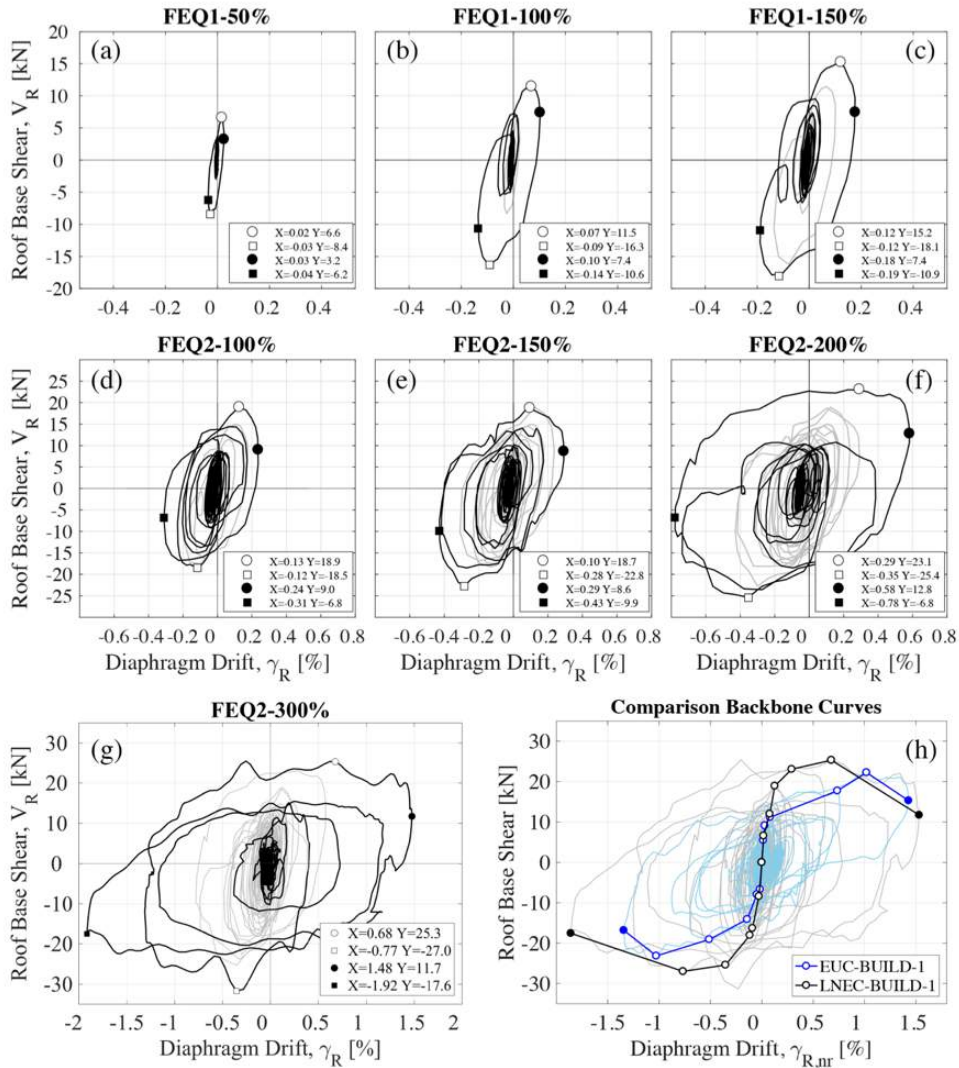 FEQ1-50%
FEQ1-100%
FEQ1-150%
(a)
(b)
(c)
Roof Base Shear, V_R [kN]
20
15
10
5
0
-5
-10
-15
-20
X=0.02 Y=6.6
X=-0.03 Y=-8.4
X=0.03 Y=3.2
X=-0.04 Y=-6.2
X=0.07 Y=11.5
X=-0.09 Y=-16.3
X=0.10 Y=7.4
X=-0.14 Y=-10.6
X=0.12 Y=15.2
X=-0.12 Y=-18.1
X=0.18 Y=7.4
X=-0.19 Y=-10.9
-0.4 -0.2 0 0.2 0.4
-0.4 -0.2 0 0.2 0.4
-0.4 -0.2 0 0.2 0.4
FEQ2-100%
FEQ2-150%
FEQ2-200%
(d)
(e)
(f)
Roof Base Shear, V_R [kN]
25
20
15
10
5
0
-5
-10
-15
-20
-25
X=0.13 Y=18.9
X=-0.12 Y=-18.5
X=0.24 Y=9.0
X=-0.31 Y=-6.8
X=0.10 Y=18.7
X=-0.28 Y=-22.8
X=0.29 Y=8.6
X=-0.43 Y=-9.9
X=0.29 Y=23.1
X=-0.35 Y=-25.4
X=0.58 Y=12.8
X=-0.78 Y=-6.8
-0.6 -0.4 -0.2 0 0.2 0.4 0.6 0.8
-0.6 -0.4 -0.2 0 0.2 0.4 0.6 0.8
-0.6 -0.4 -0.2 0 0.2 0.4 0.6 0.8
Diaphragm Drift, γ_R [%]
Diaphragm Drift, γ_R [%]
Diaphragm Drift, γ_R [%]
FEQ2-300%
Comparison Backbone Curves
(g)
(h)
Roof Base Shear, V_R [kN]
30
20
10
0
-10
-20
-30
X=0.68 Y=25.3
X=-0.77 Y=-27.0
X=1.48 Y=11.7
X=-1.92 Y=-17.6
-2 -1.5 -1 -0.5 0 0.5 1 1.5 2
Diaphragm Drift, γ_R [%]
Roof Base Shear [kN]
30
20
10
0
-10
-20
-30
EUC-BUILD-1
LNEC-BUILD-1
-1.5 -1 -0.5 0 0.5 1 1.5
Diaphragm Drift, γ_R,nr [%]